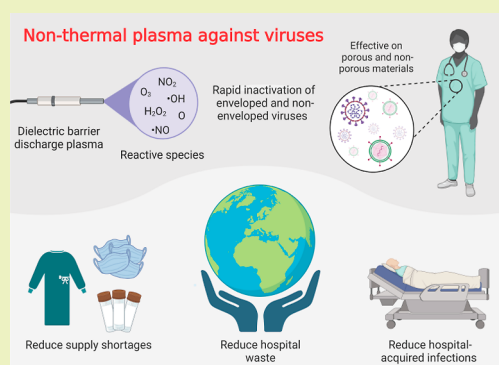 Non-thermal plasma against viruses
Dielectric barrier
discharge plasma
NO₂
O₃
•OH
H₂O₂
O
•NO
Reactive species
Rapid inactivation of
enveloped and non-
enveloped viruses
Effective on
porous and non-
porous materials
Reduce supply shortages
Reduce hospital
waste
Reduce hospital-
acquired infections